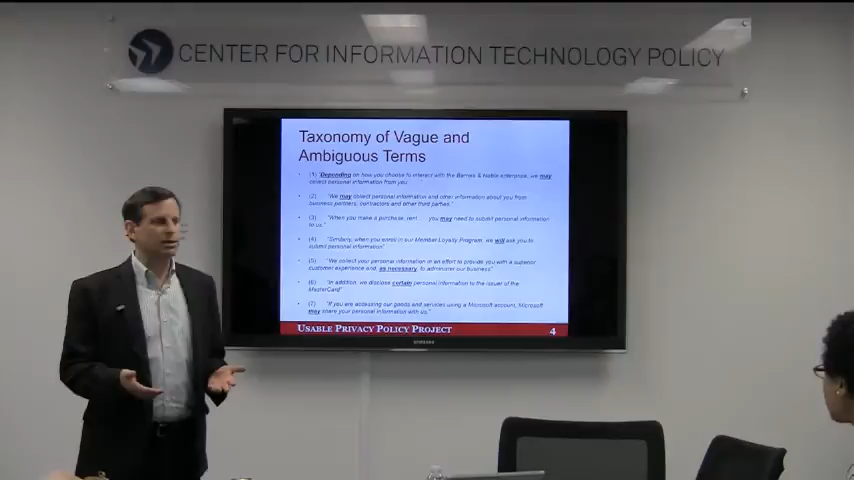 CENTER FOR INFORMATION TECHNOLOGY POLICY
Taxonomy of Vague and
Ambiguous Terms
(1) "Depending on how you choose to interact with the Barnes & Noble enterprise, we may
collect personal information from you
(2) "We may collect personal information and other information about you from
business partners, contractors and other third parties."
(3) "When you make a purchase, rent … you may need to submit personal information
to us."
(4) "Similarly, when you enroll in our Member Loyalty Program, we will ask you to
submit personal information"
(5) "We collect your personal information in an effort to provide you with a superior
customer experience and, as necessary, to administer our business"
(6) "In addition, we disclose certain personal information to the issuer of the
MasterCard"
(7) "If you are accessing our goods and services using a Microsoft account, Microsoft
may share your personal information with us."
USABLE PRIVACY POLICY PROJECT 4
SAMSUNG